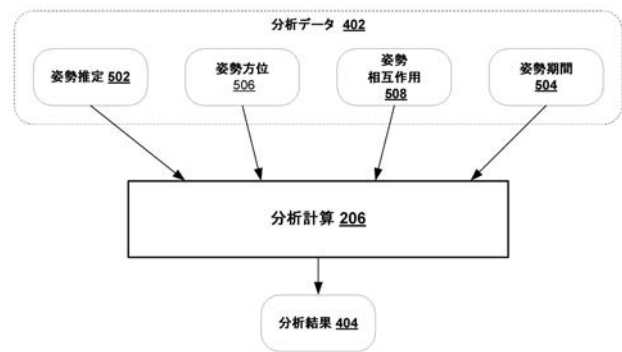 分析データ 402
姿勢推定 502
姿勢方位
506
姿勢
相互作用
508
姿勢期間
504
分析計算 206
分析結果 404